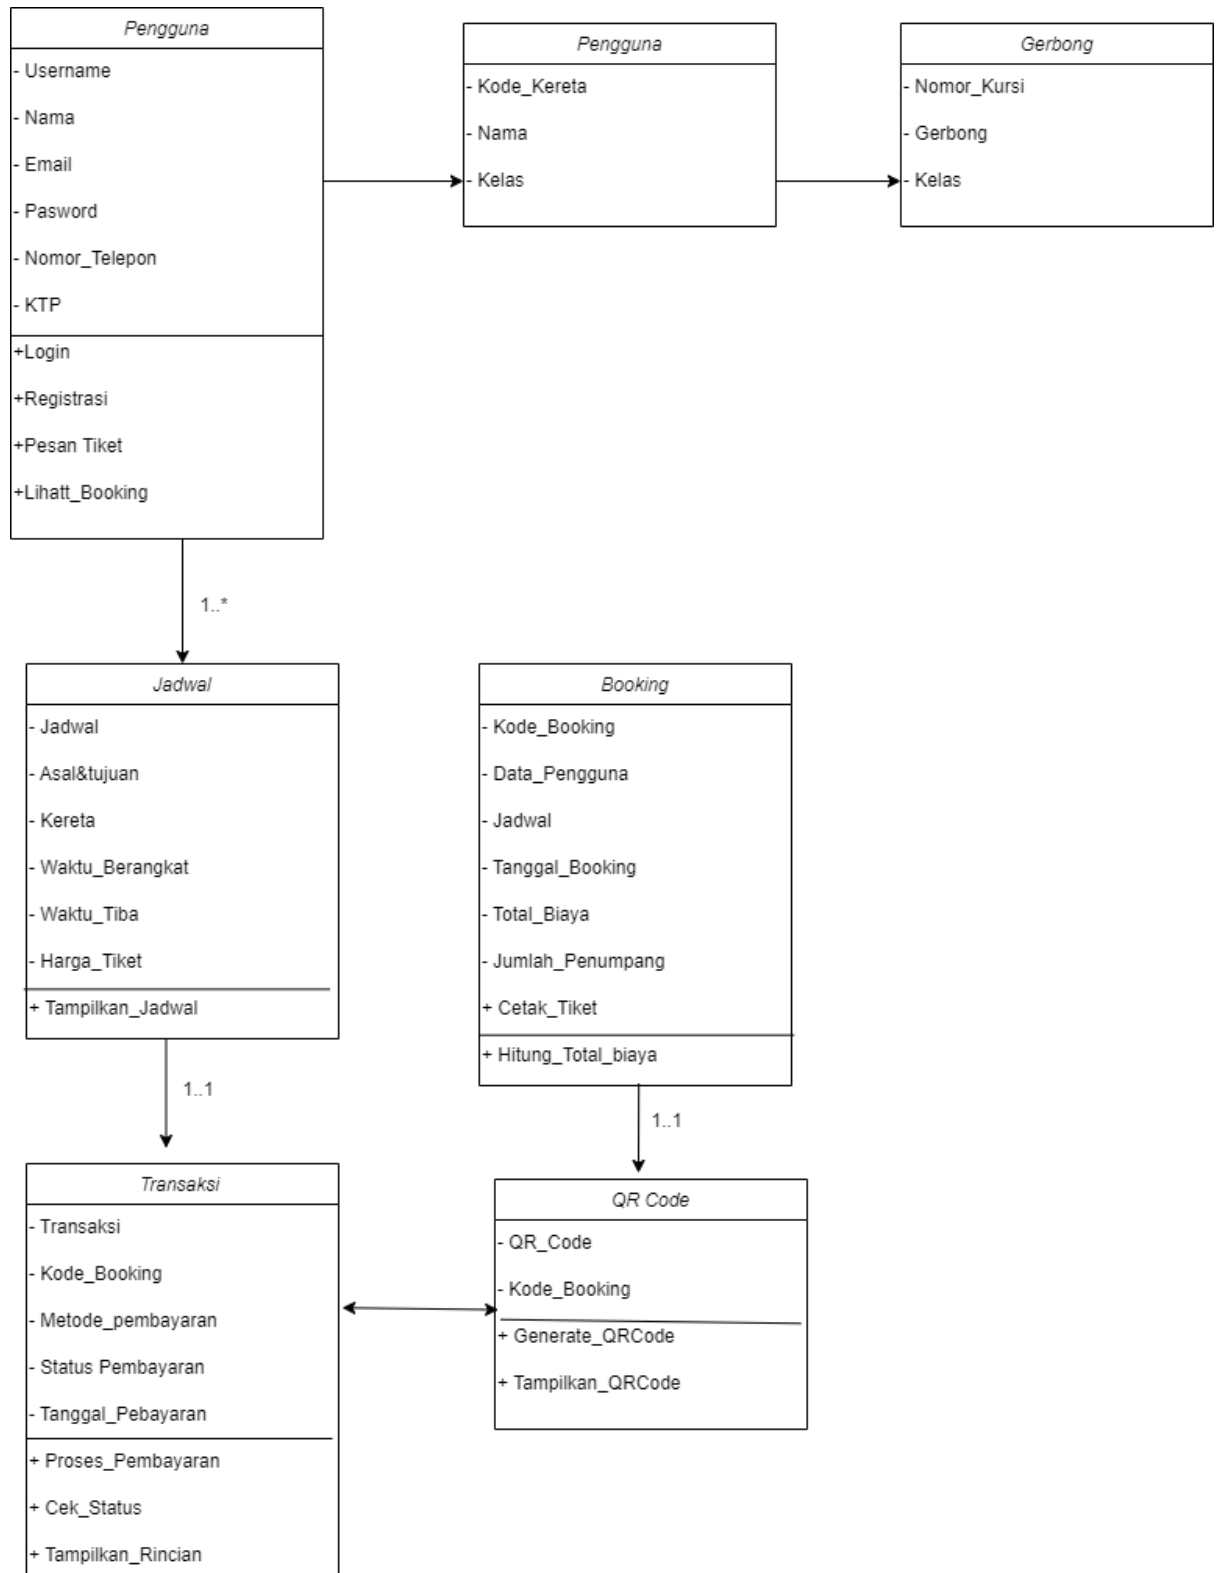 Pengguna
- Username
- Nama
- Email
- Pasword
- Nomor_Telepon
- KTP
+Login
+Registrasi
+Pesan Tiket
+Lihatt_Booking
Pengguna
- Kode_Kereta
- Nama
- Kelas
Gerbong
- Nomor_Kursi
- Gerbong
- Kelas
1..*
Jadwal
- Jadwal
- Asal&tujuan
- Kereta
- Waktu_Berangkat
- Waktu_Tiba
- Harga_Tiket
+ Tampilkan_Jadwal
Booking
- Kode_Booking
- Data_Pengguna
- Jadwal
- Tanggal_Booking
- Total_Biaya
- Jumlah_Penumpang
+ Cetak_Tiket
+ Hitung_Total_biaya
1..1
1..1
Transaksi
- Transaksi
- Kode_Booking
- Metode_pembayaran
- Status Pembayaran
- Tanggal_Pebayaran
+ Proses_Pembayaran
+ Cek_Status
+ Tampilkan_Rincian
QR Code
- QR_Code
- Kode_Booking
+ Generate_QRCode
+ Tampilkan_QRCode